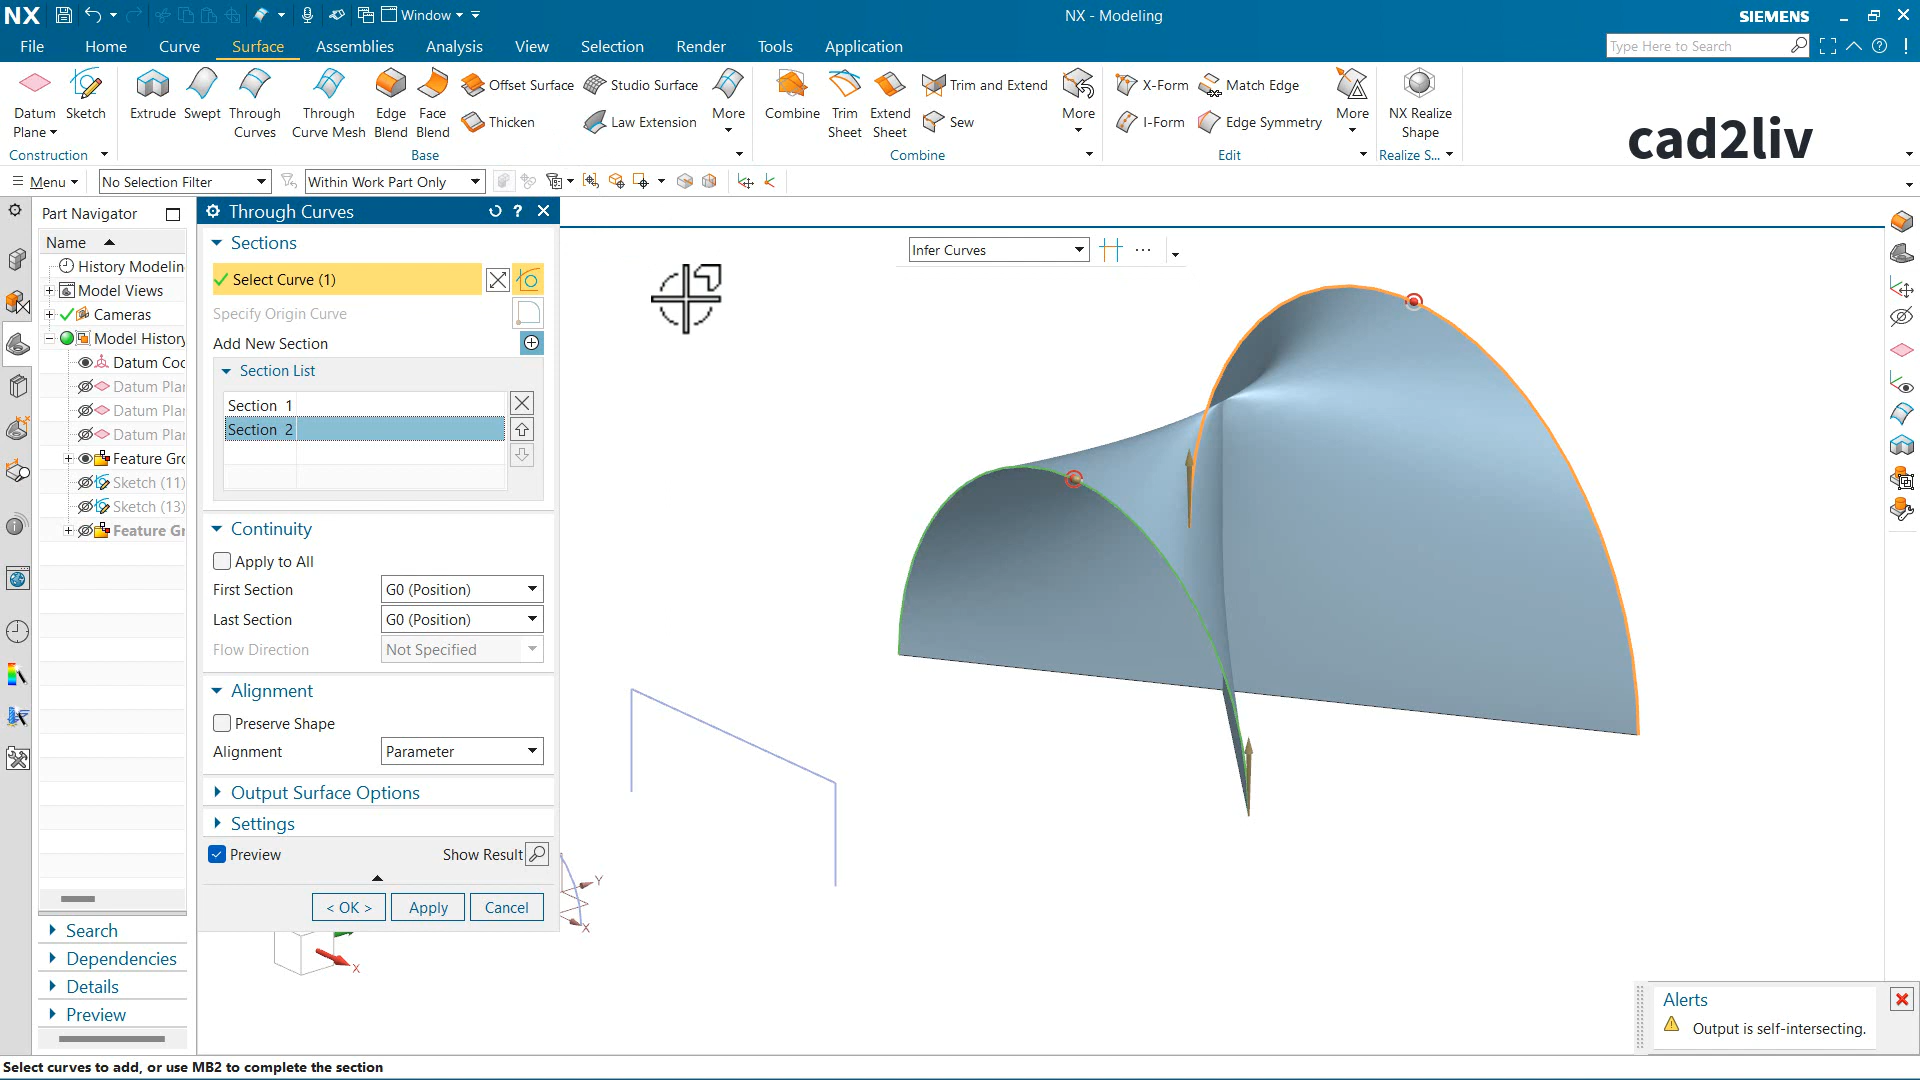 NX
Window
NX - Modeling
SIEMENS
File
Home
Curve
Surface
Assemblies
Analysis
View
Selection
Render
Tools
Application
Type Here to Search
Datum Plane
Sketch
Extrude
Swept
Through Curves
Through Curve Mesh
Edge Blend
Face Blend
Offset Surface
Thicken
Studio Surface
Law Extension
More
Combine
Trim Sheet
Extend Sheet
Trim and Extend
Sew
More
X-Form
I-Form
Match Edge
Edge Symmetry
More
NX Realize Shape
Construction
Base
Combine
Edit
Realize S...
cad2liv
Menu
No Selection Filter
Within Work Part Only
Part Navigator
Name
History Modelin
Model Views
Cameras
Model History
Datum Coo
Datum Plar
Datum Plar
Datum Plar
Feature Gro
Sketch (11)
Sketch (13)
Feature Gr
Search
Dependencies
Details
Preview
Through Curves
Sections
Select Curve (1)
Specify Origin Curve
Add New Section
Section List
Section 1
Section 2
Continuity
Apply to All
First Section
G0 (Position)
Last Section
G0 (Position)
Flow Direction
Not Specified
Alignment
Preserve Shape
Alignment
Parameter
Output Surface Options
Settings
Preview
Show Result
< OK >
Apply
Cancel
Infer Curves
Y
X
X
Alerts
Output is self-intersecting.
Select curves to add, or use MB2 to complete the section